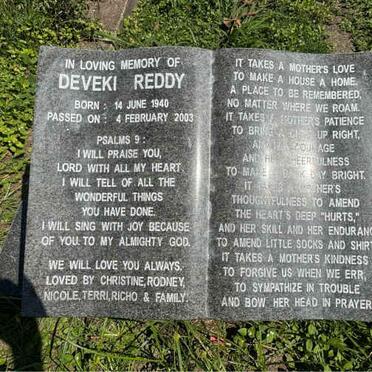 IN LOVING MEMORY OF
DEVEKI REDDY
BORN : 14 JUNE 1940
PASSED ON : 4 FEBRUARY 2003
PSALMS 9 :
I WILL PRAISE YOU,
LORD WITH ALL MY HEART.
I WILL TELL OF ALL THE
WONDERFUL THINGS
YOU HAVE DONE.
I WILL SING WITH JOY BECAUSE
OF YOU. TO MY ALMIGHTY GOD.
WE WILL LOVE YOU ALWAYS.
LOVED BY CHRISTINE, RODNEY,
NICOLE, TERRI, RICHO & FAMILY.
IT TAKES A MOTHER'S LOVE
TO MAKE A HOUSE A HOME,
A PLACE TO BE REMEMBERED,
NO MATTER WHERE WE ROAM.
IT TAKES A MOTHER'S PATIENCE
TO BRING A UP RIGHT,
AND
TO MAKE A DAY BRIGHT.
IT A
THOUGHTFULNESS TO AMEND
THE HEART'S DEEP "HURTS,"
AND HER SKILL AND HER ENDURANC
TO AMEND LITTLE SOCKS AND SHIRT
IT TAKES A MOTHER'S KINDNESS
TO FORGIVE US WHEN WE ERR,
TO SYMPATHIZE IN TROUBLE
AND BOW HER HEAD IN PRAYER